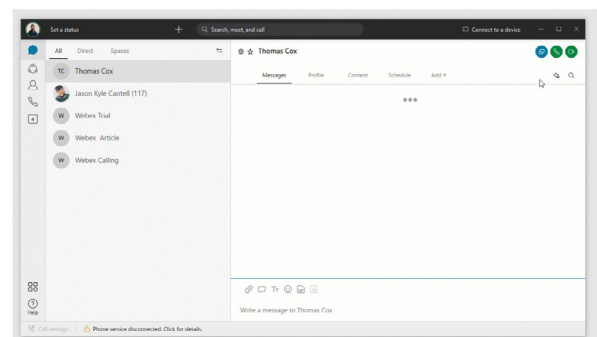 Set a status
Search, meet, and call
Connect to a device
All Direct Spaces
TC Thomas Cox
Jason Kyle Cantell (117)
W Webex Trial
W Webex Article
W Webex Calling
Thomas Cox
Messages Profile Content Schedule Add +
4
Help
Write a message to Thomas Cox
Call settings
Phone service disconnected. Click for details.